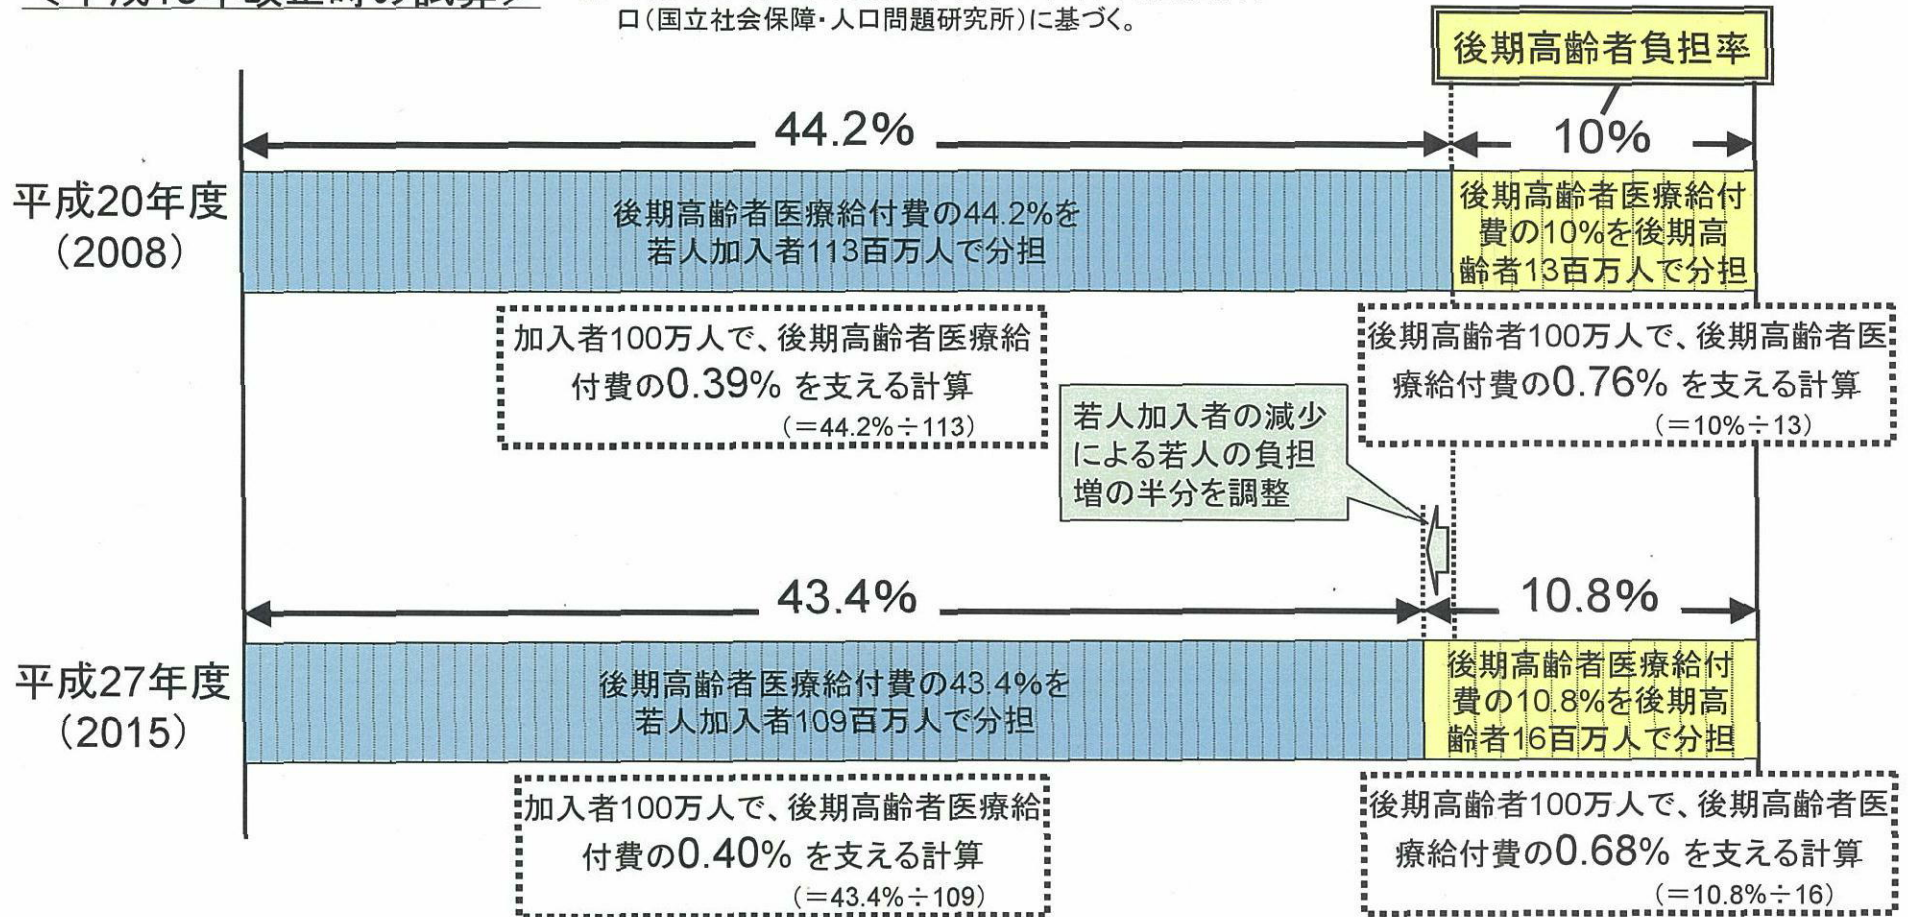 口(国立社会保障・人口問題研究所)に基づく。
後期高齢者負担率
44.2%
10%
平成20年度
(2008)
後期高齢者医療給付費の44.2%を
若人加入者113百万人で分担
後期高齢者医療給付
費の10%を後期高
齢者13百万人で分担
加入者100万人で、後期高齢者医療給
付費の0.39% を支える計算
(=44.2%÷113)
後期高齢者100万人で、後期高齢者医
療給付費の0.76% を支える計算
(=10%÷13)
若人加入者の減少
による若人の負担
増の半分を調整
43.4%
10.8%
平成27年度
(2015)
後期高齢者医療給付費の43.4%を
若人加入者109百万人で分担
後期高齢者医療給付
費の10.8%を後期高
齢者16百万人で分担
加入者100万人で、後期高齢者医療給
付費の0.40% を支える計算
(=43.4%÷109)
後期高齢者100万人で、後期高齢者医
療給付費の0.68% を支える計算
(=10.8%÷16)